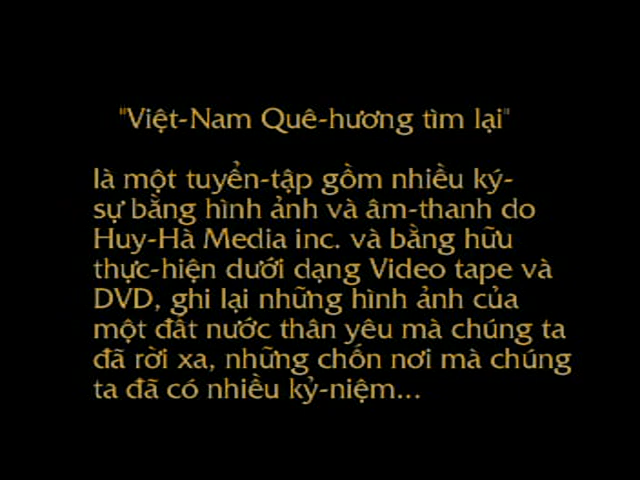 "Việt-Nam Quê-hương tìm lại"
là một tuyển-tập gồm nhiều ký-
sự bằng hình ảnh và âm-thanh do
Huy-Hà Media inc. và bằng hữu
thực-hiện dưới dạng Video tape và
DVD, ghi lại những hình ảnh của
một đất nước thân yêu mà chúng ta
đã rời xa, những chốn nơi mà chúng
ta đã có nhiều kỷ-niệm...